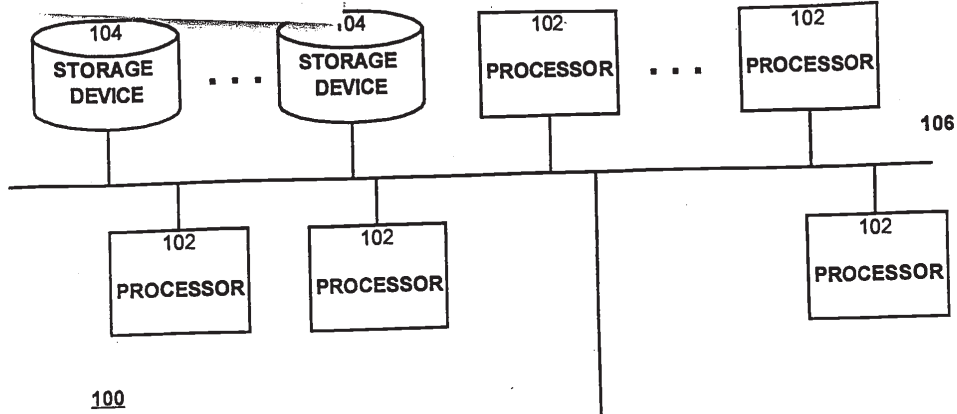 104
STORAGE
DEVICE
. . .
104
STORAGE
DEVICE
102
PROCESSOR
. . .
102
PROCESSOR
106
102
PROCESSOR
102
PROCESSOR
102
PROCESSOR
100